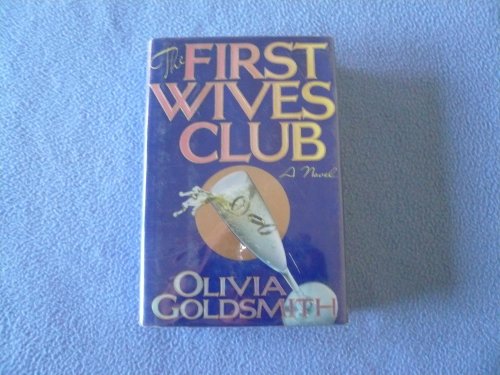 The
FIRST
WIVES
CLUB
A Novel
OLIVIA
GOLDSMITH